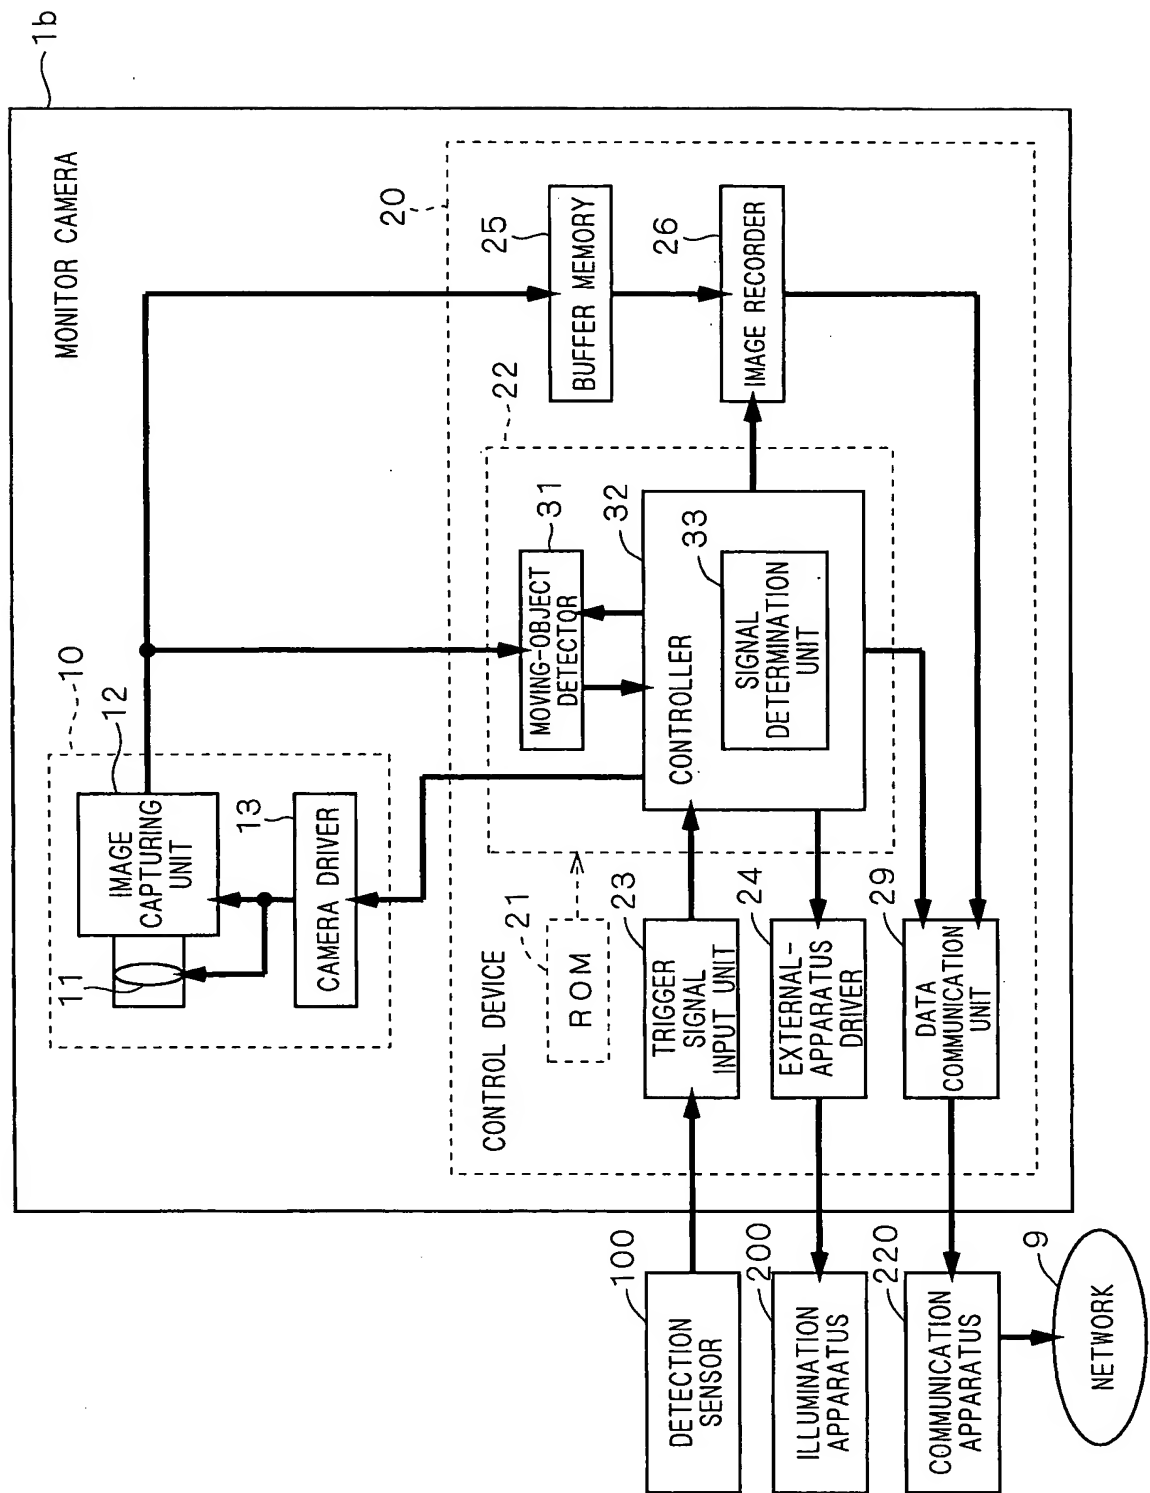 1b
MONITOR CAMERA
10
12
IMAGE
CAPTURING
UNIT
11
13
CAMERA DRIVER
20
CONTROL DEVICE
25
BUFFER MEMORY
26
IMAGE RECORDER
22
31
MOVING-OBJECT
DETECTOR
32
CONTROLLER
33
SIGNAL
DETERMINATION
UNIT
21
ROM
23
TRIGGER
SIGNAL
INPUT UNIT
24
EXTERNAL-
APPARATUS
DRIVER
29
DATA
COMMUNICATION
UNIT
100
DETECTION
SENSOR
200
ILLUMINATION
APPARATUS
220
COMMUNICATION
APPARATUS
9
NETWORK